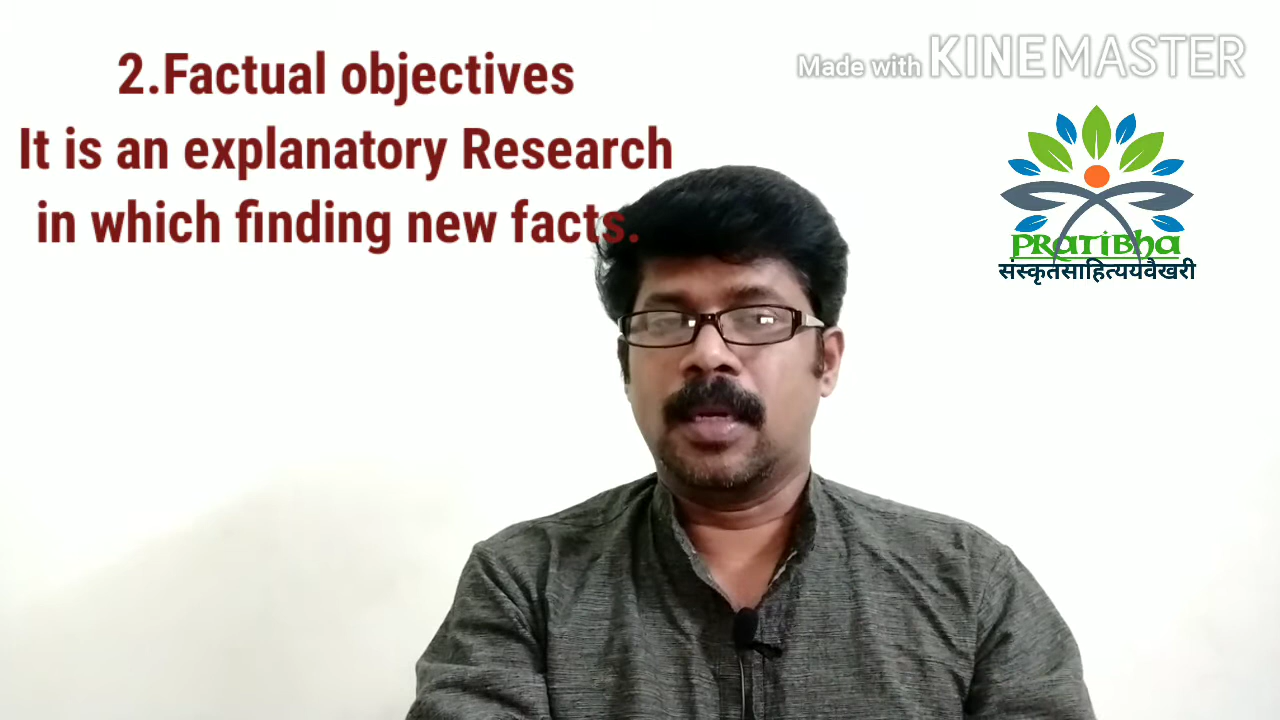 2.Factual objectives
It is an explanatory Research
in which finding new facts.
Made with KINEMASTER
PRatiBha
संस्कृतसाहित्ययवैखरी